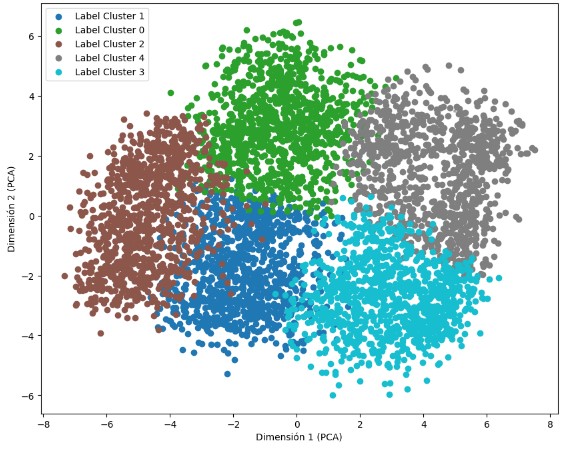 Label Cluster 1
Label Cluster 0
Label Cluster 2
Label Cluster 4
Label Cluster 3
6
4
2
0
−2
−4
−6
Dimensión 2 (PCA)
−8 −6 −4 −2 0 2 4 6 8
Dimensión 1 (PCA)